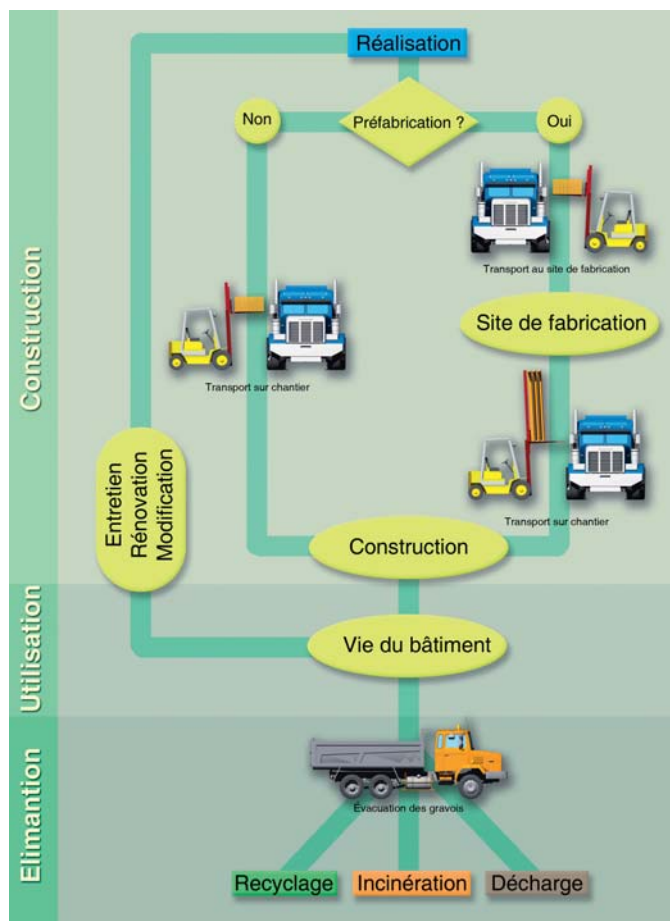 Réalisation
Non
Préfabrication ?
Oui
Transport au site de fabrication
Site de fabrication
Transport sur chantier
Transport sur chantier
Construction
Entretien
Rénovation
Modification
Construction
Utilisation
Vie du bâtiment
Elimantion
Évacuation des gravois
Recyclage
Incinération
Décharge